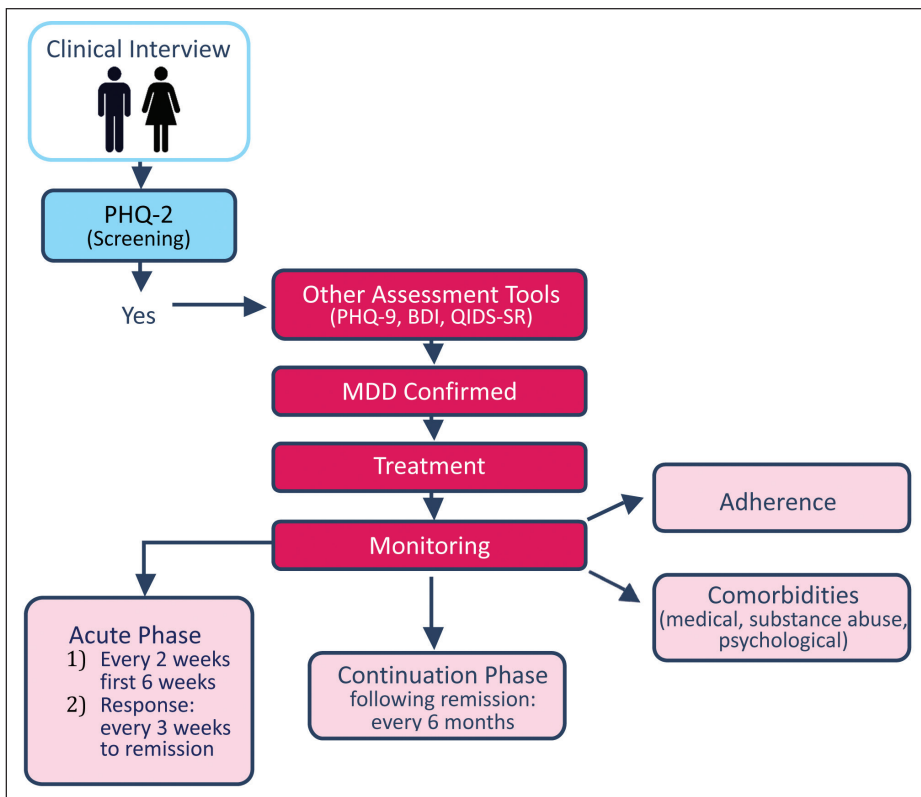 Clinical Interview
PHQ-2
(Screening)
Yes
Other Assessment Tools
(PHQ-9, BDI, QIDS-SR)
MDD Confirmed
Treatment
Monitoring
Adherence
Comorbidities
(medical, substance abuse,
psychological)
Acute Phase
1) Every 2 weeks
first 6 weeks
2) Response:
every 3 weeks
to remission
Continuation Phase
following remission:
every 6 months